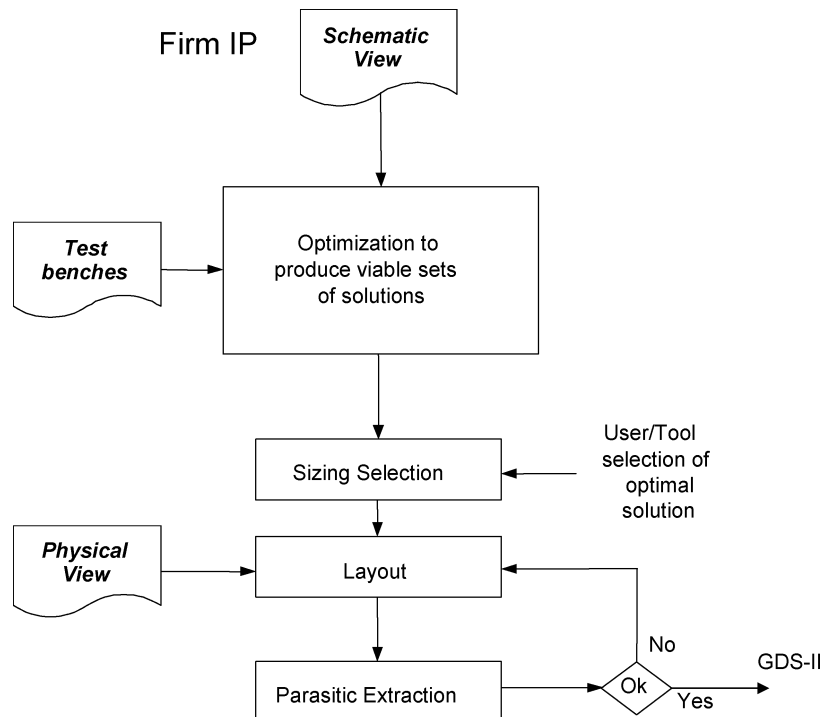 Firm IP
Schematic
View
Test
benches
Optimization to
produce viable sets
of solutions
Sizing Selection
User/Tool
selection of
optimal
solution
Physical
View
Layout
No
GDS-II
Parasitic Extraction
Ok
Yes